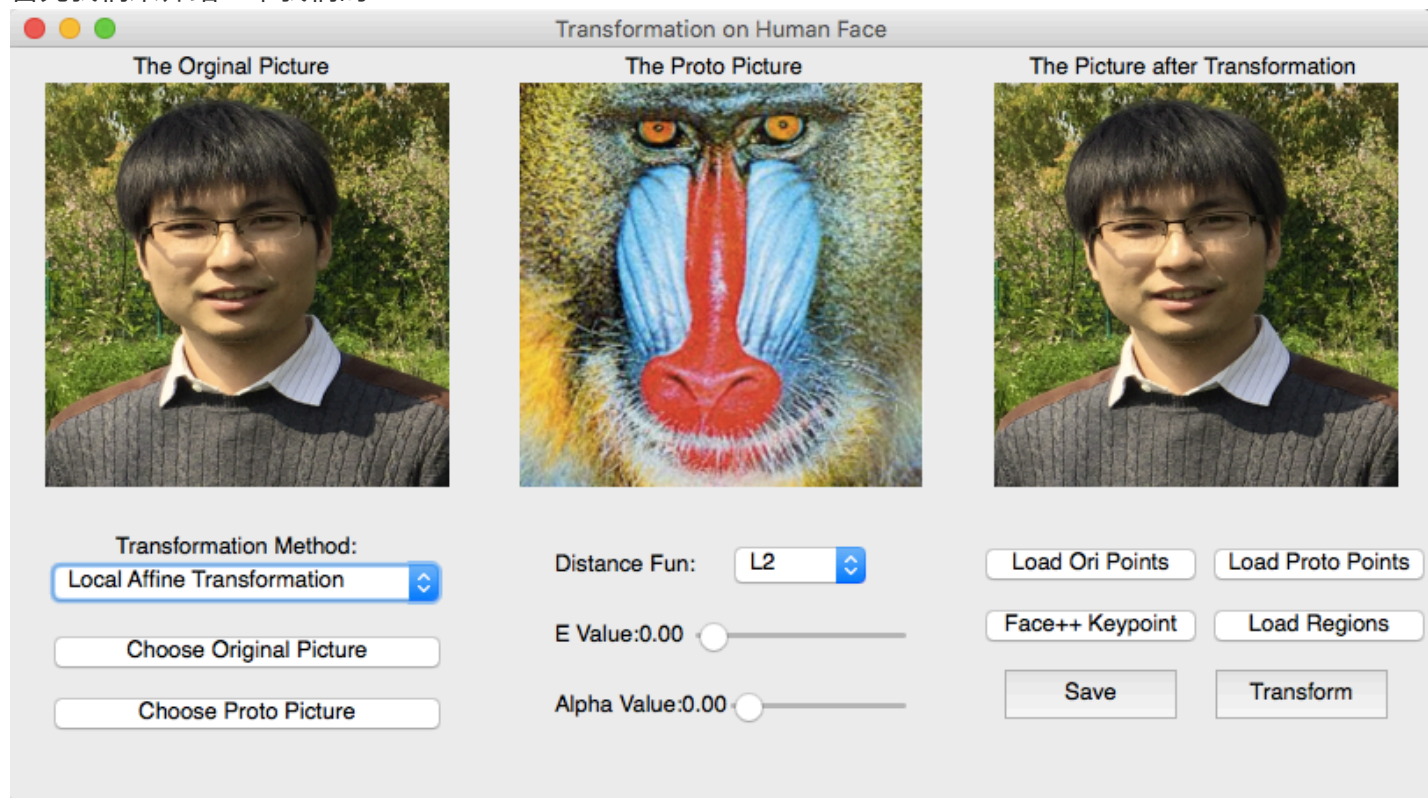 Transformation on Human Face
The Orginal Picture
The Proto Picture
The Picture after Transformation
Transformation Method:
Local Affine Transformation
Choose Original Picture
Choose Proto Picture
Distance Fun:
L2
E Value:0.00
Alpha Value:0.00
Load Ori Points
Load Proto Points
Face++ Keypoint
Load Regions
Save
Transform